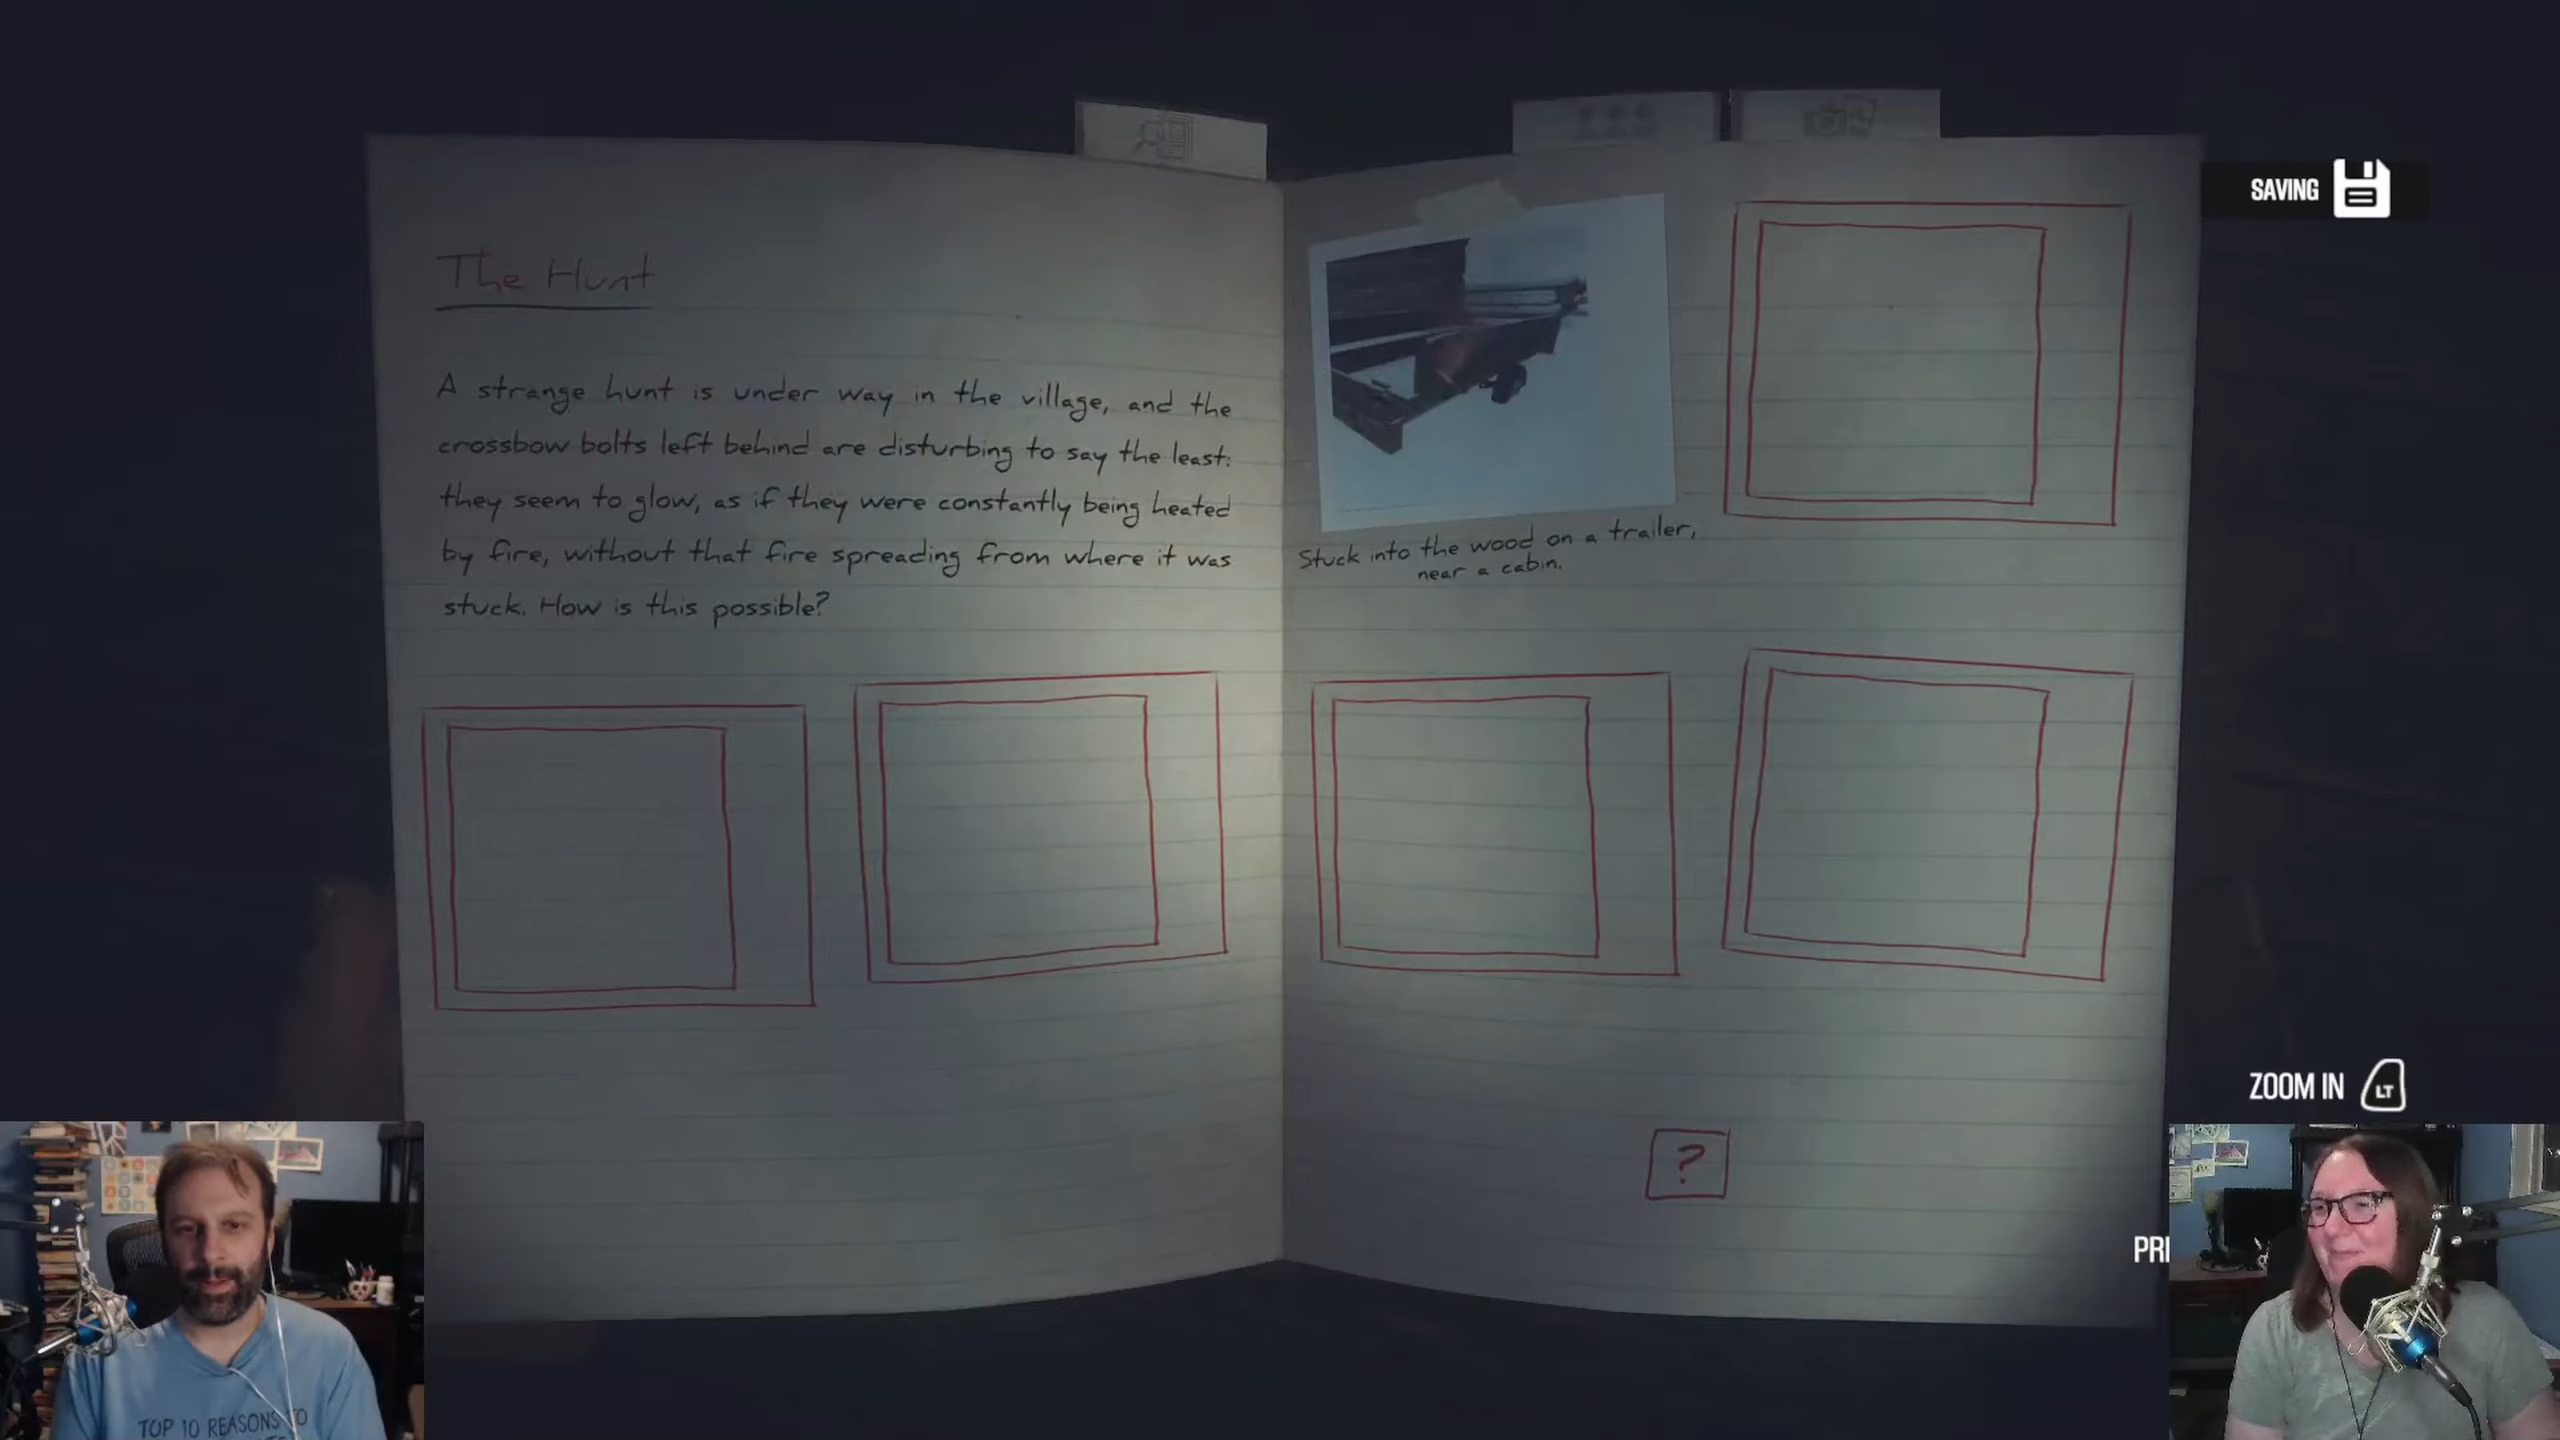 The Hunt
A strange hunt is under way in the village, and the
crossbow bolts left behind are disturbing to say the least:
they seem to glow, as if they were constantly being heated
by fire, without that fire spreading from where it was
stuck. How is this possible?
Stuck into the wood on a trailer,
near a cabin.
?
SAVING
ZOOM IN LT
PRI
TOP 10 REASONS TO